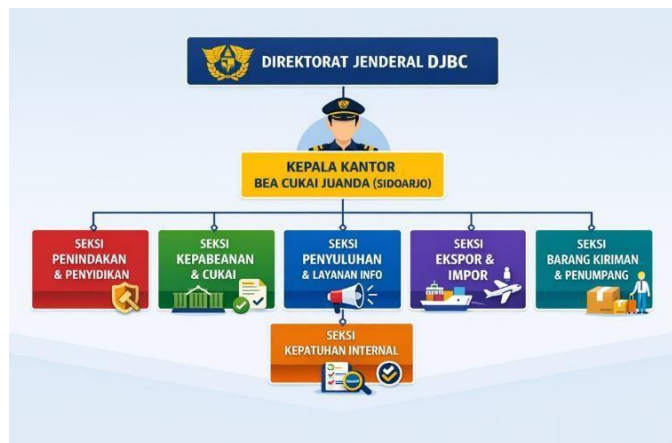 DIREKTORAT JENDERAL DJBC
KEPALA KANTOR
BEA CUKAI JUANDA (SIDOARJO)
SEKSI
PENINDAKAN
& PENYIDIKAN
SEKSI
KEPABEANAN
& CUKAI
SEKSI
PENYULUHAN
& LAYANAN INFO
SEKSI
EKSPOR &
IMPOR
SEKSI
BARANG KIRIMAN
& PENUMPANG
SEKSI
KEPATUHAN INTERNAL